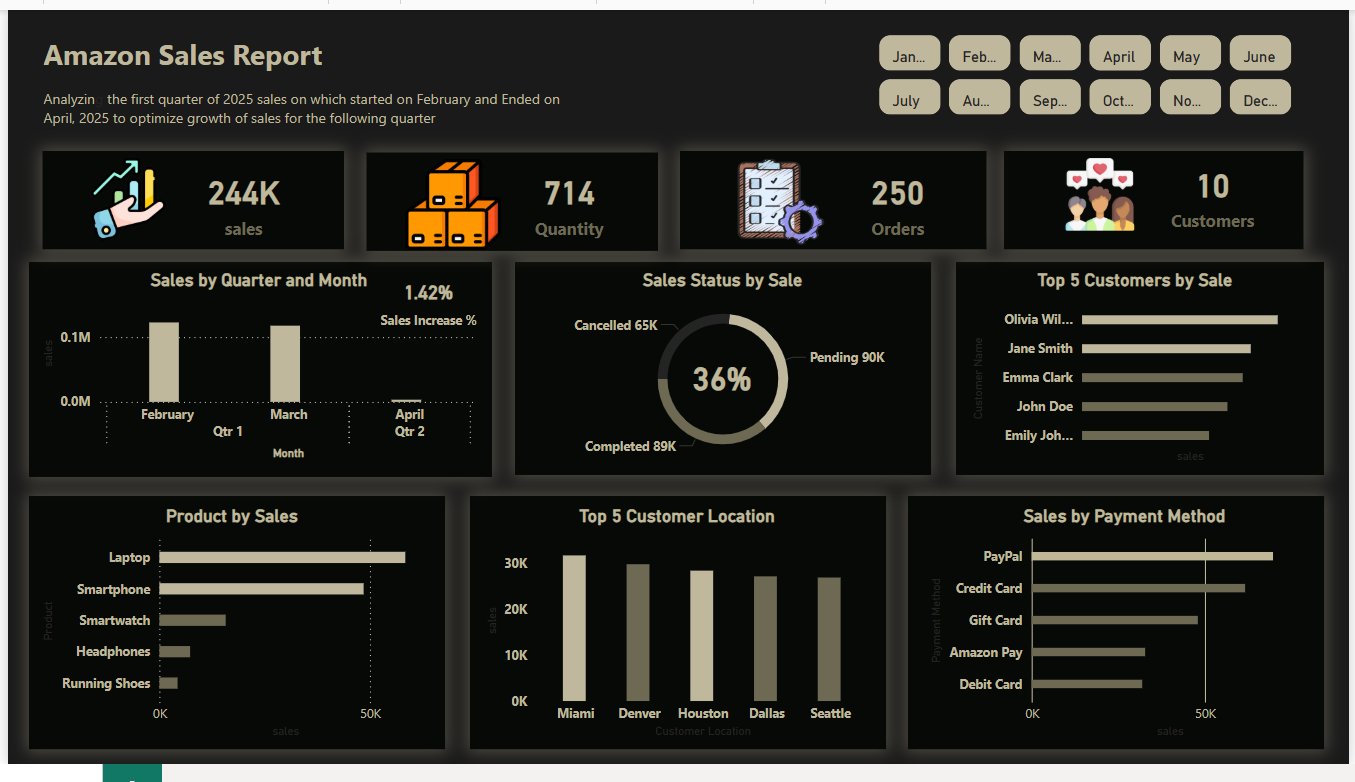 Amazon Sales Report
Analyzin the first quarter of 2025 sales on which started on February and Ended on
April, 2025 to optimize growth of sales for the following quarter
Jan... Feb... Ma... April May June
July Au... Sep... Oct... No... Dec...
244K
sales
714
Quantity
250
Orders
10
Customers
Sales by Quarter and Month
1.42%
Sales Increase %
sales
0.1M
0.0M
February March April
Qtr 1 Qtr 2
Month
Sales Status by Sale
Cancelled 65K
Pending 90K
36%
Completed 89K
Top 5 Customers by Sale
Customer Name
Olivia Wil...
Jane Smith
Emma Clark
John Doe
Emily Joh...
sales
Product by Sales
Product
Laptop
Smartphone
Smartwatch
Headphones
Running Shoes
0K 50K
sales
Top 5 Customer Location
sales
30K
20K
10K
0K
Miami Denver Houston Dallas Seattle
Customer Location
Sales by Payment Method
Payment Method
PayPal
Credit Card
Gift Card
Amazon Pay
Debit Card
0K 50K
sales